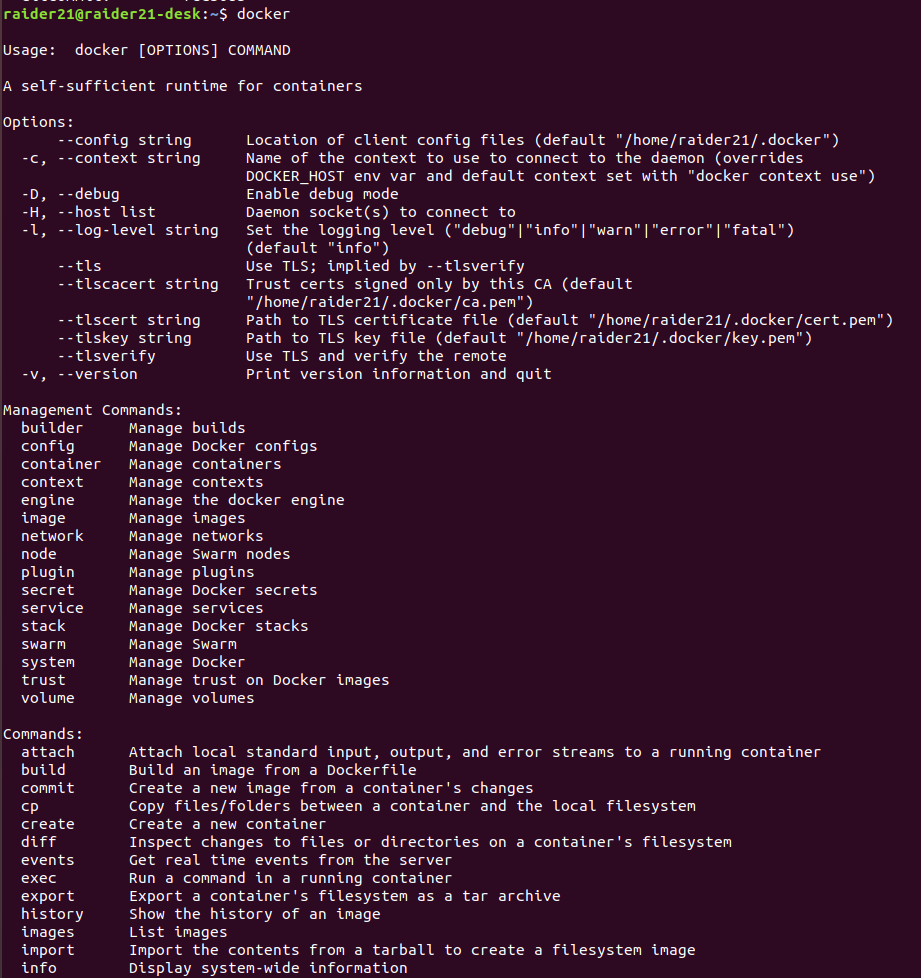 raider21@raider21-desk:~$ docker
Usage:  docker [OPTIONS] COMMAND
A self-sufficient runtime for containers
Options:
      --config string      Location of client config files (default "/home/raider21/.docker")
  -c, --context string     Name of the context to use to connect to the daemon (overrides
                           DOCKER_HOST env var and default context set with "docker context use")
  -D, --debug              Enable debug mode
  -H, --host list          Daemon socket(s) to connect to
  -l, --log-level string   Set the logging level ("debug"|"info"|"warn"|"error"|"fatal")
                           (default "info")
      --tls                Use TLS; implied by --tlsverify
      --tlscacert string   Trust certs signed only by this CA (default
                           "/home/raider21/.docker/ca.pem")
      --tlscert string     Path to TLS certificate file (default "/home/raider21/.docker/cert.pem")
      --tlskey string      Path to TLS key file (default "/home/raider21/.docker/key.pem")
      --tlsverify          Use TLS and verify the remote
  -v, --version            Print version information and quit
Management Commands:
  builder     Manage builds
  config      Manage Docker configs
  container   Manage containers
  context     Manage contexts
  engine      Manage the docker engine
  image       Manage images
  network     Manage networks
  node        Manage Swarm nodes
  plugin      Manage plugins
  secret      Manage Docker secrets
  service     Manage services
  stack       Manage Docker stacks
  swarm       Manage Swarm
  system      Manage Docker
  trust       Manage trust on Docker images
  volume      Manage volumes
Commands:
  attach      Attach local standard input, output, and error streams to a running container
  build       Build an image from a Dockerfile
  commit      Create a new image from a container's changes
  cp          Copy files/folders between a container and the local filesystem
  create      Create a new container
  diff        Inspect changes to files or directories on a container's filesystem
  events      Get real time events from the server
  exec        Run a command in a running container
  export      Export a container's filesystem as a tar archive
  history     Show the history of an image
  images      List images
  import      Import the contents from a tarball to create a filesystem image
  info        Display system-wide information